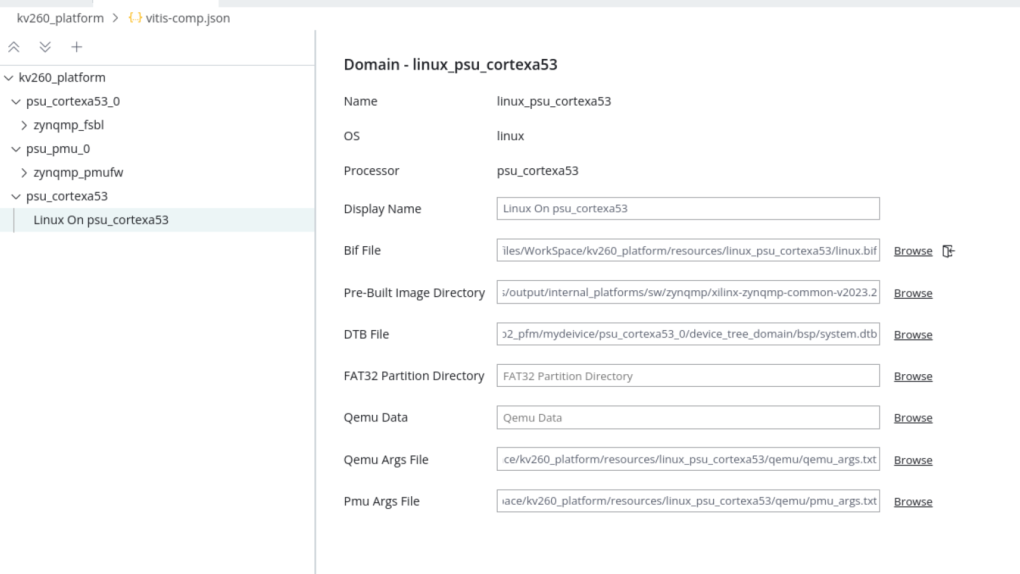 kv260_platform > {..} vitis-comp.json
kv260_platform
psu_cortexa53_0
zynqmp_fsbl
psu_pmu_0
zynqmp_pmufw
psu_cortexa53
Linux On psu_cortexa53
Domain - linux_psu_cortexa53
Name linux_psu_cortexa53
OS linux
Processor psu_cortexa53
Display Name Linux On psu_cortexa53
Bif File iles/WorkSpace/kv260_platform/resources/linux_psu_cortexa53/linux.bif Browse
Pre-Built Image Directory s/output/internal_platforms/sw/zynqmp/xilinx-zynqmp-common-v2023.2 Browse
DTB File o2_pfm/mydeivice/psu_cortexa53_0/device_tree_domain/bsp/system.dtb Browse
FAT32 Partition Directory FAT32 Partition Directory Browse
Qemu Data Qemu Data Browse
Qemu Args File ce/kv260_platform/resources/linux_psu_cortexa53/qemu/qemu_args.txt Browse
Pmu Args File ace/kv260_platform/resources/linux_psu_cortexa53/qemu/pmu_args.txt Browse